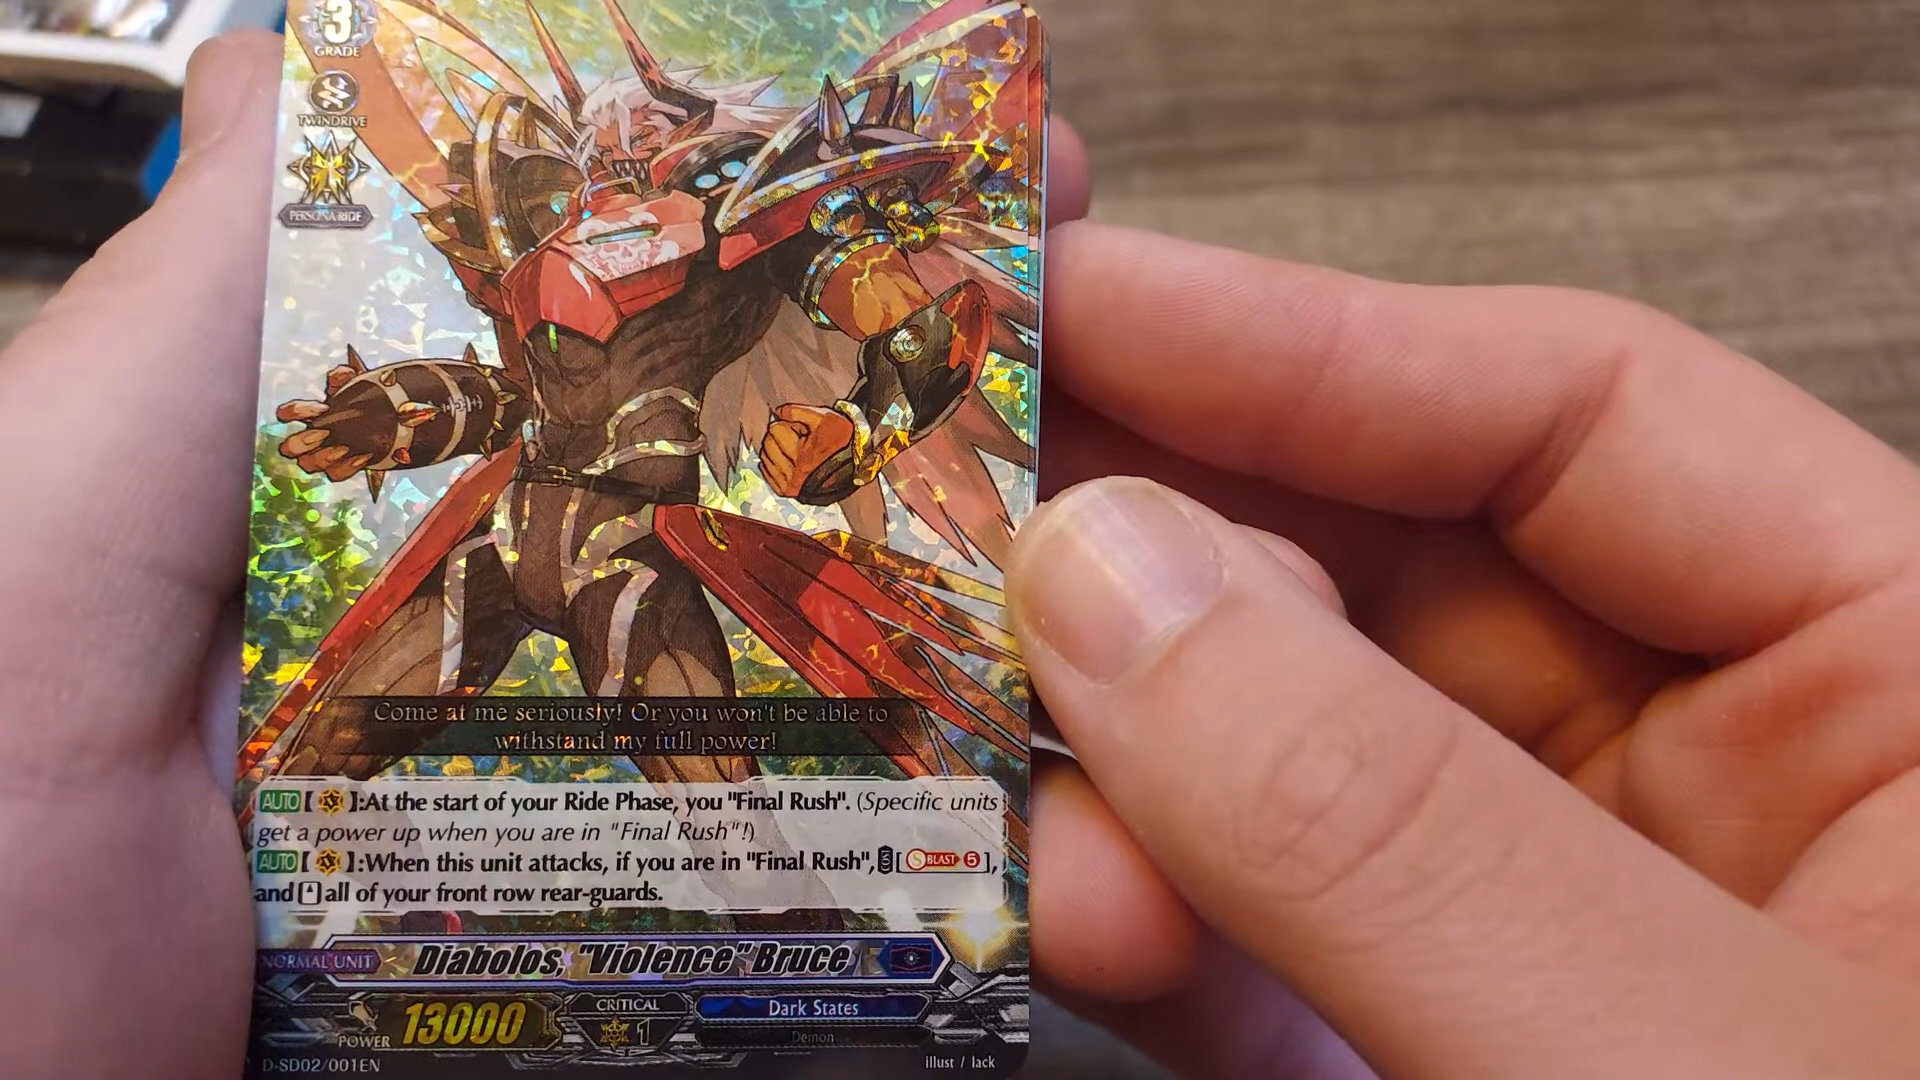 3
GRADE
TWINDRIVE
PERSONA RIDE
Come at me seriously! Or you won't be able to
withstand my full power!
AUTO【 】:At the start of your Ride Phase, you "Final Rush". (Specific units
get a power up when you are in "Final Rush"!)
AUTO【 】:When this unit attacks, if you are in "Final Rush", COST [S BLAST 5],
and all of your front row rear-guards.
NORMAL UNIT
Diabolos, "Violence" Bruce
POWER 13000
CRITICAL
1
Dark States
Demon
D-SD02/001EN
illust / lack